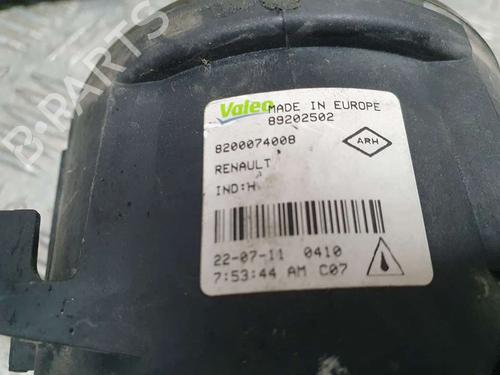 Valeo MADE IN EUROPE
89202502
8200074008
ARH
RENAULT
IND:H
22-07-11 0410
7:53:44 AM C07
B-PARTS